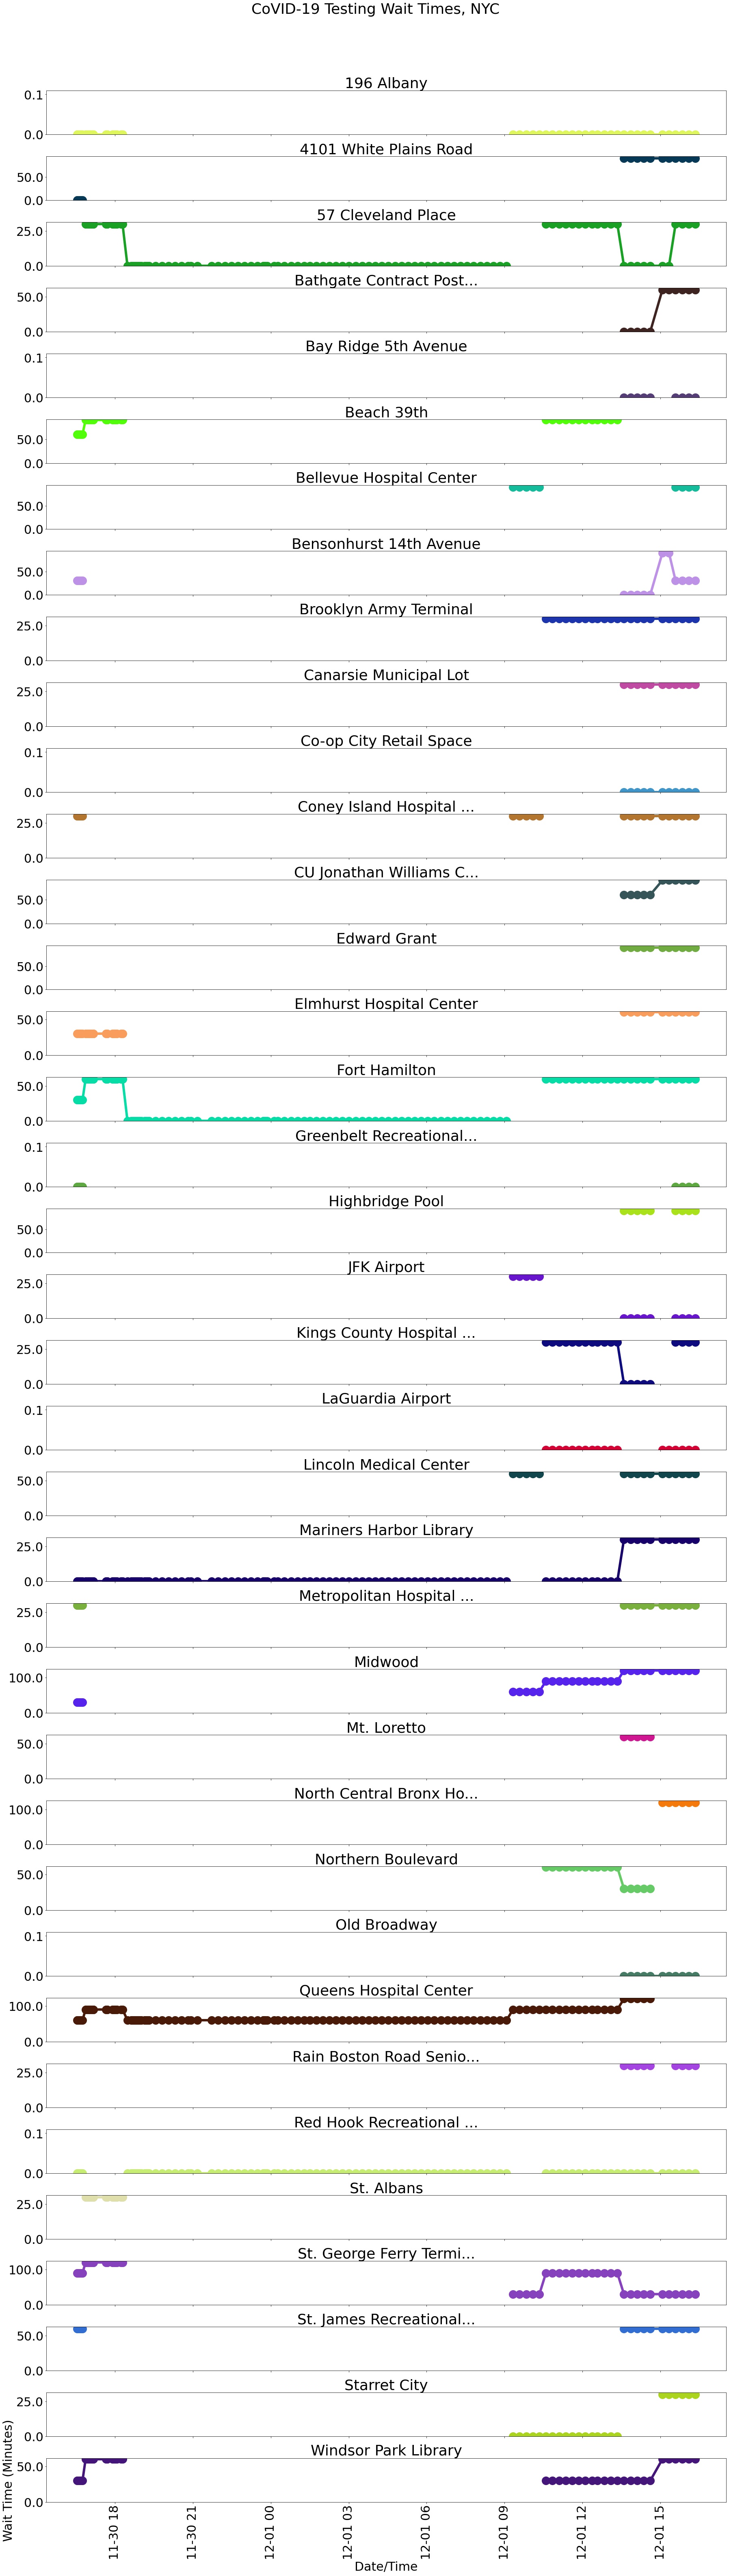 CoVID-19 Testing Wait Times, NYC
196 Albany
0.1
0.0
4101 White Plains Road
50.0
0.0
57 Cleveland Place
25.0
0.0
Bathgate Contract Post...
50.0
0.0
Bay Ridge 5th Avenue
0.1
0.0
Beach 39th
50.0
0.0
Bellevue Hospital Center
50.0
0.0
Bensonhurst 14th Avenue
50.0
0.0
Brooklyn Army Terminal
25.0
0.0
Canarsie Municipal Lot
25.0
0.0
Co-op City Retail Space
0.1
0.0
Coney Island Hospital ...
25.0
0.0
CU Jonathan Williams C...
50.0
0.0
Edward Grant
50.0
0.0
Elmhurst Hospital Center
50.0
0.0
Fort Hamilton
50.0
0.0
Greenbelt Recreational...
0.1
0.0
Highbridge Pool
50.0
0.0
JFK Airport
25.0
0.0
Kings County Hospital ...
25.0
0.0
LaGuardia Airport
0.1
0.0
Lincoln Medical Center
50.0
0.0
Mariners Harbor Library
25.0
0.0
Metropolitan Hospital ...
25.0
0.0
Midwood
100.0
0.0
Mt. Loretto
50.0
0.0
North Central Bronx Ho...
100.0
0.0
Northern Boulevard
50.0
0.0
Old Broadway
0.1
0.0
Queens Hospital Center
100.0
0.0
Rain Boston Road Senio...
25.0
0.0
Red Hook Recreational ...
0.1
0.0
St. Albans
25.0
0.0
St. George Ferry Termi...
100.0
0.0
St. James Recreational...
50.0
0.0
Starret City
25.0
0.0
Windsor Park Library
50.0
0.0
Wait Time (Minutes)
11-30 18
11-30 21
12-01 00
12-01 03
12-01 06
12-01 09
12-01 12
12-01 15
Date/Time